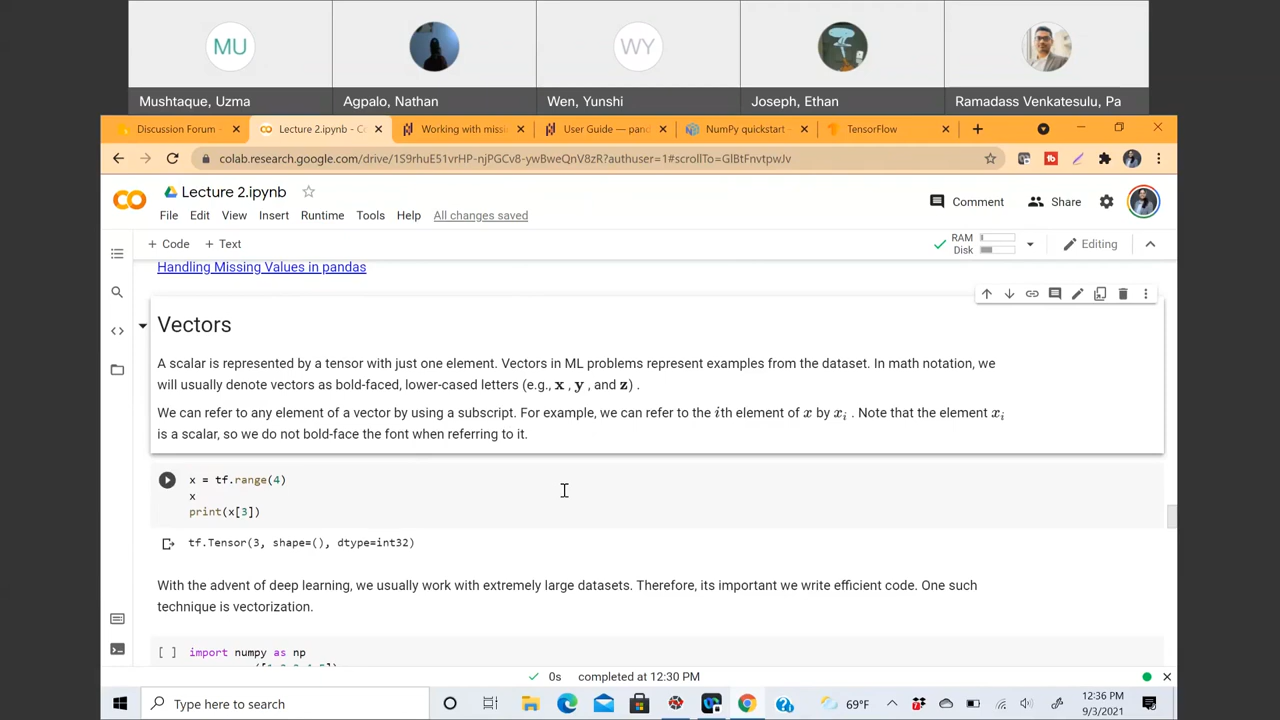 MU
WY
Mushtaque, Uzma
Agpalo, Nathan
Wen, Yunshi
Joseph, Ethan
Ramadass Venkatesulu, Pa
Discussion Forum -
Lecture 2.ipynb - Co
Working with missi
User Guide — pand
NumPy quickstart –
TensorFlow
colab.research.google.com/drive/1S9rhuE51vrHP-njPGCv8-ywBweQnV8zR?authuser=1#scrollTo=GlBtFnvtpwJv
Lecture 2.ipynb
Comment
Share
File Edit View Insert Runtime Tools Help All changes saved
+ Code + Text
RAM
Disk
Editing
Handling Missing Values in pandas
Vectors
A scalar is represented by a tensor with just one element. Vectors in ML problems represent examples from the dataset. In math notation, we
will usually denote vectors as bold-faced, lower-cased letters (e.g., x , y , and z) .
We can refer to any element of a vector by using a subscript. For example, we can refer to the ith element of x by xᵢ . Note that the element xᵢ
is a scalar, so we do not bold-face the font when referring to it.
x = tf.range(4)
x
print(x[3])
tf.Tensor(3, shape=(), dtype=int32)
With the advent of deep learning, we usually work with extremely large datasets. Therefore, its important we write efficient code. One such
technique is vectorization.
[ ] import numpy as np
0s completed at 12:30 PM
Type here to search
69°F
12:36 PM
9/3/2021